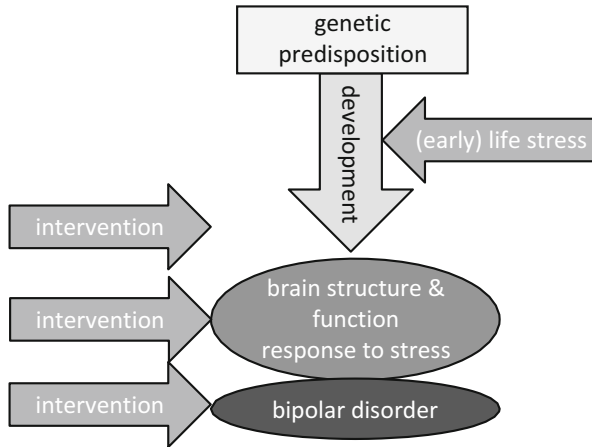 genetic
predisposition
development
(early) life stress
intervention
intervention
brain structure &
function
response to stress
intervention
bipolar disorder